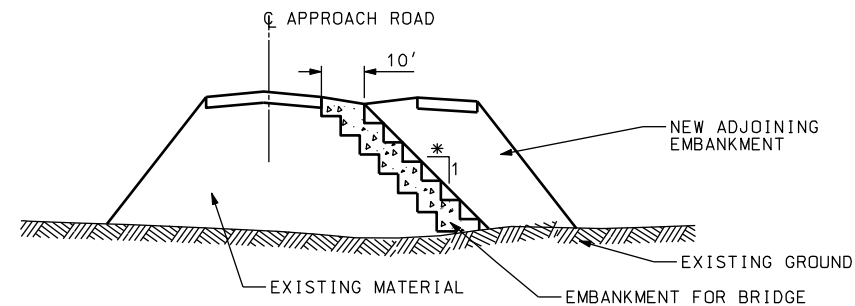 ℄ APPROACH ROAD
10'
NEW ADJOINING
EMBANKMENT
*
1
EXISTING GROUND
EXISTING MATERIAL
EMBANKMENT FOR BRIDGE